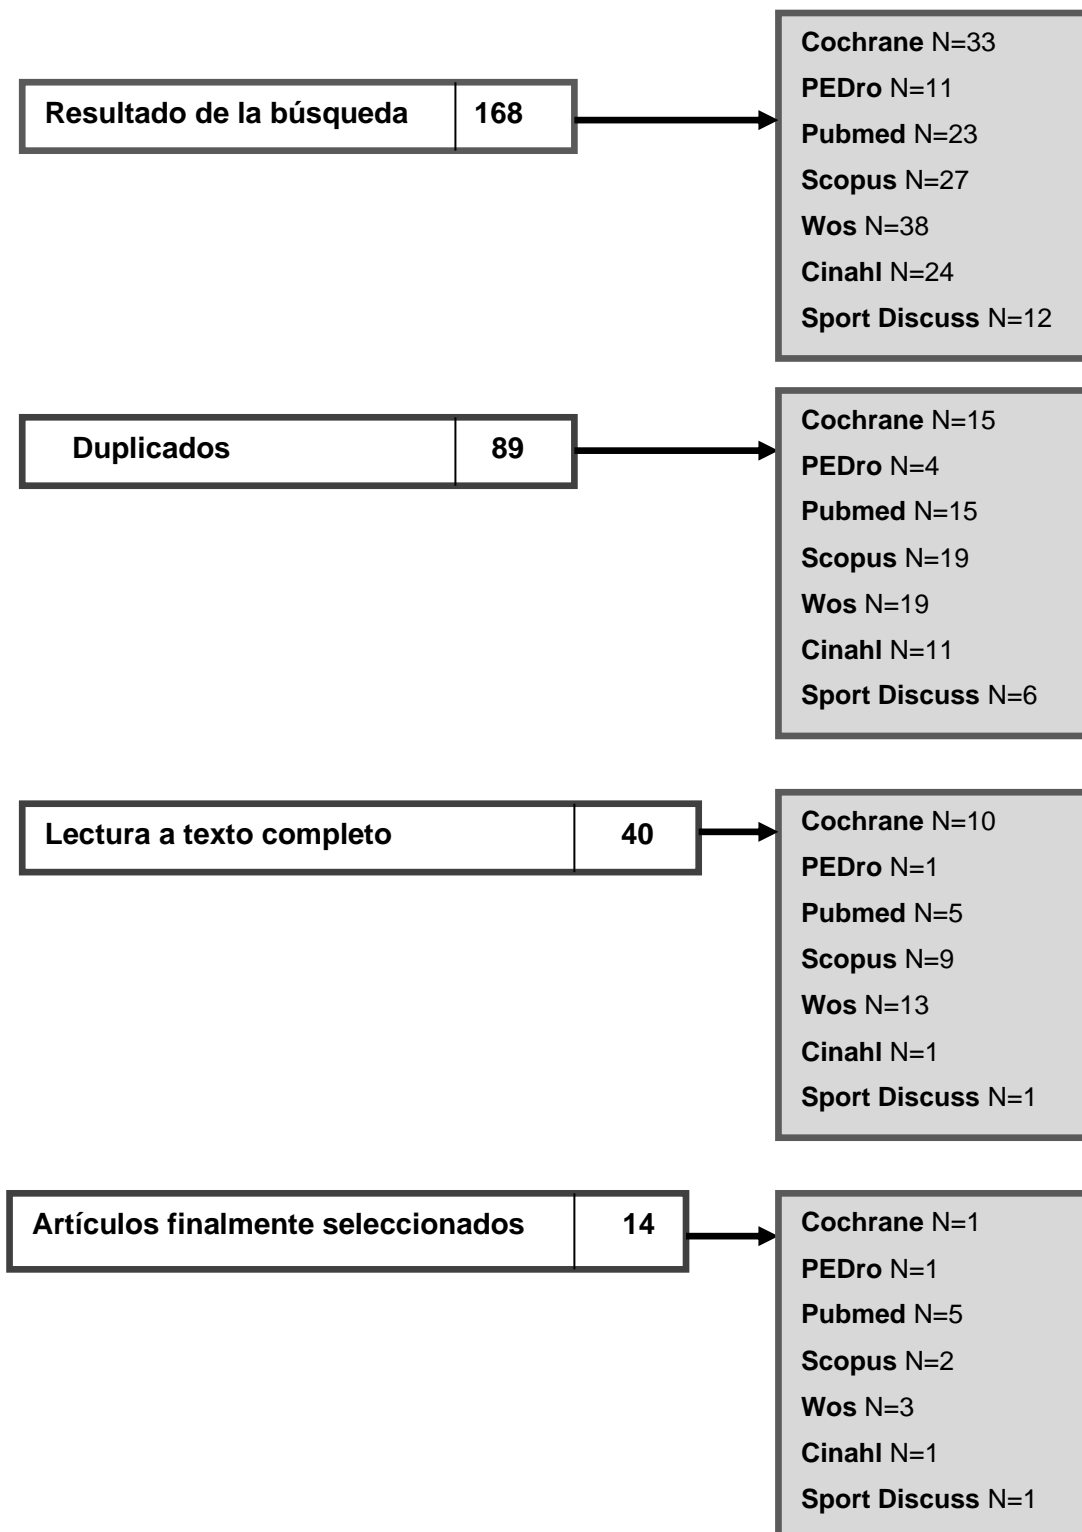 Resultado de la búsqueda 168
Cochrane N=33
PEDro N=11
Pubmed N=23
Scopus N=27
Wos N=38
Cinahl N=24
Sport Discuss N=12
Duplicados 89
Cochrane N=15
PEDro N=4
Pubmed N=15
Scopus N=19
Wos N=19
Cinahl N=11
Sport Discuss N=6
Lectura a texto completo 40
Cochrane N=10
PEDro N=1
Pubmed N=5
Scopus N=9
Wos N=13
Cinahl N=1
Sport Discuss N=1
Artículos finalmente seleccionados 14
Cochrane N=1
PEDro N=1
Pubmed N=5
Scopus N=2
Wos N=3
Cinahl N=1
Sport Discuss N=1